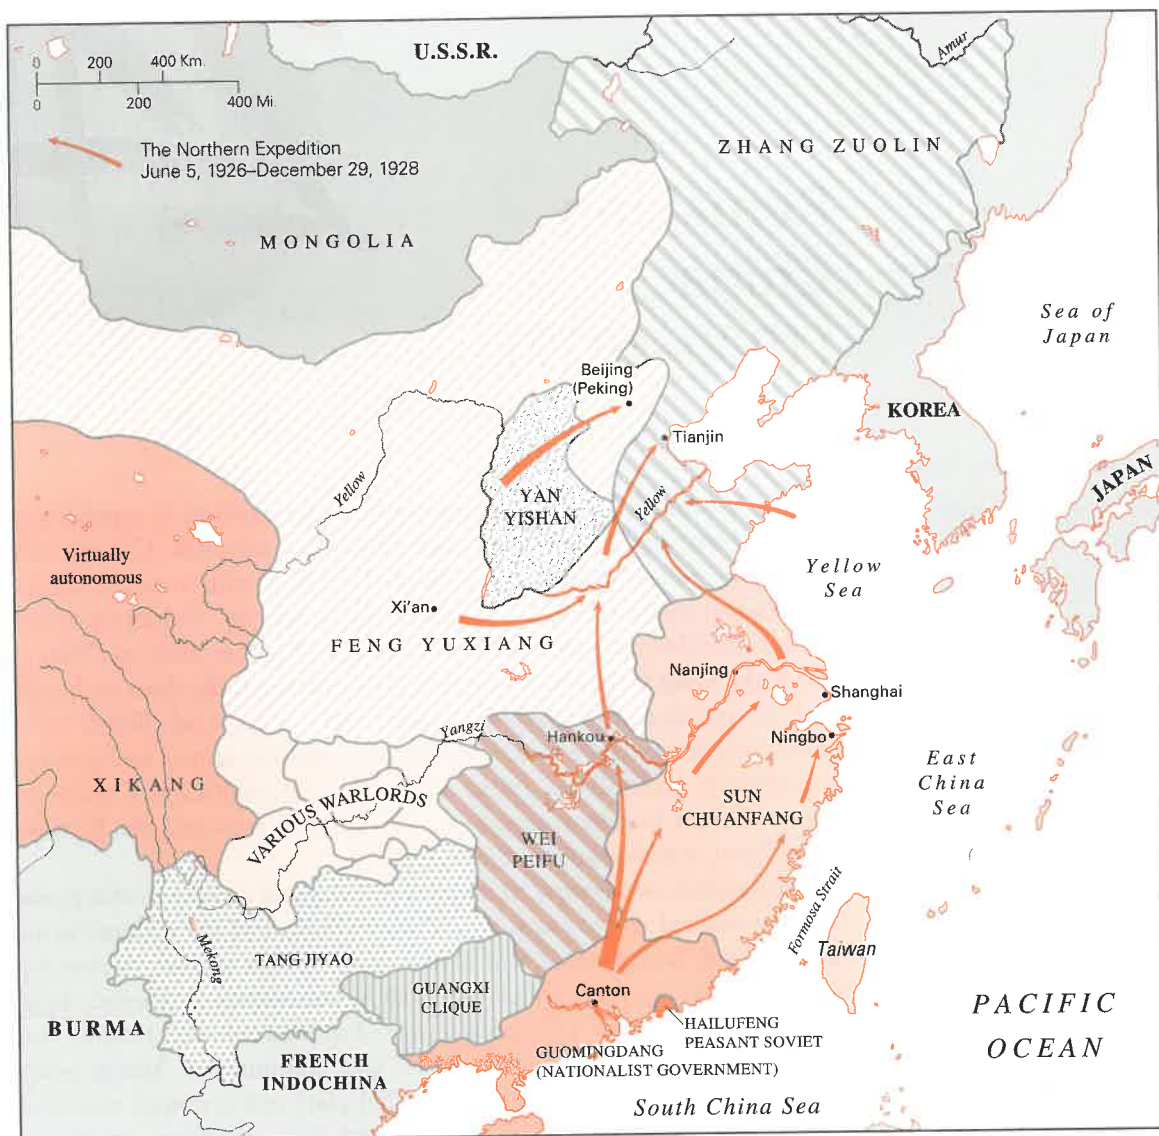 U.S.S.R.
Amur
0 200 400 Km.
0 200 400 Mi.
The Northern Expedition
June 5, 1926–December 29, 1928
ZHANG ZUOLIN
MONGOLIA
Sea of
Japan
Beijing
(Peking)
KOREA
Tianjin
JAPAN
Yellow
YAN
YISHAN
Yellow
Virtually
autonomous
Yellow
Sea
Xi'an
FENG YUXIANG
Nanjing
Shanghai
Yangzi
Hankou
Ningbo
East
China
Sea
XIKANG
VARIOUS WARLORDS
SUN
CHUANFANG
WEI
PEIFU
Formosa Strait
Taiwan
Mekong
TANG JIYAO
GUANGXI
CLIQUE
Canton
PACIFIC
OCEAN
HAILUFENG
PEASANT SOVIET
BURMA
FRENCH
INDOCHINA
GUOMINGDANG
(NATIONALIST GOVERNMENT)
South China Sea